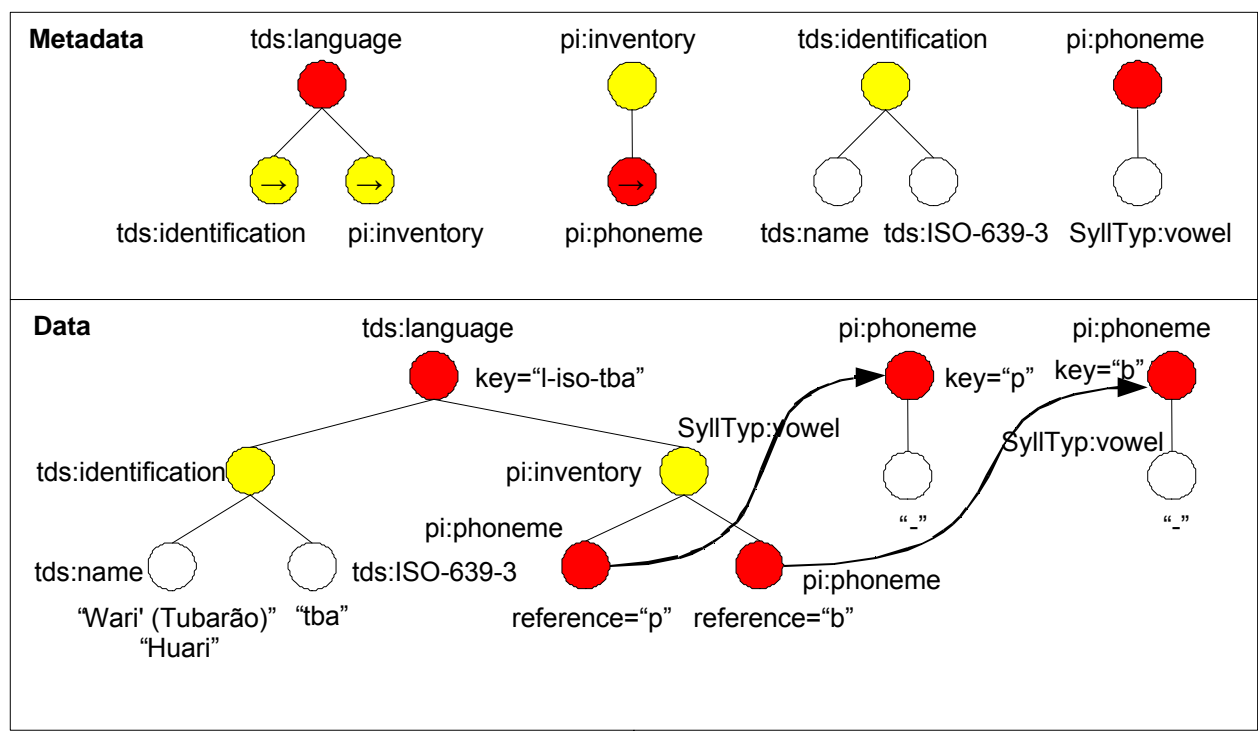 Metadata
tds:language
pi:inventory
tds:identification
pi:phoneme
→
→
→
tds:identification
pi:inventory
pi:phoneme
tds:name
tds:ISO-639-3
SyllTyp:vowel
Data
tds:language
pi:phoneme
pi:phoneme
key="l-iso-tba"
key="p"
key="b"
SyllTyp:vowel
SyllTyp:vowel
tds:identification
pi:inventory
pi:phoneme
“-”
“-”
tds:name
tds:ISO-639-3
pi:phoneme
“Wari' (Tubarão)”
“tba”
reference=“p”
reference=“b”
“Huari”